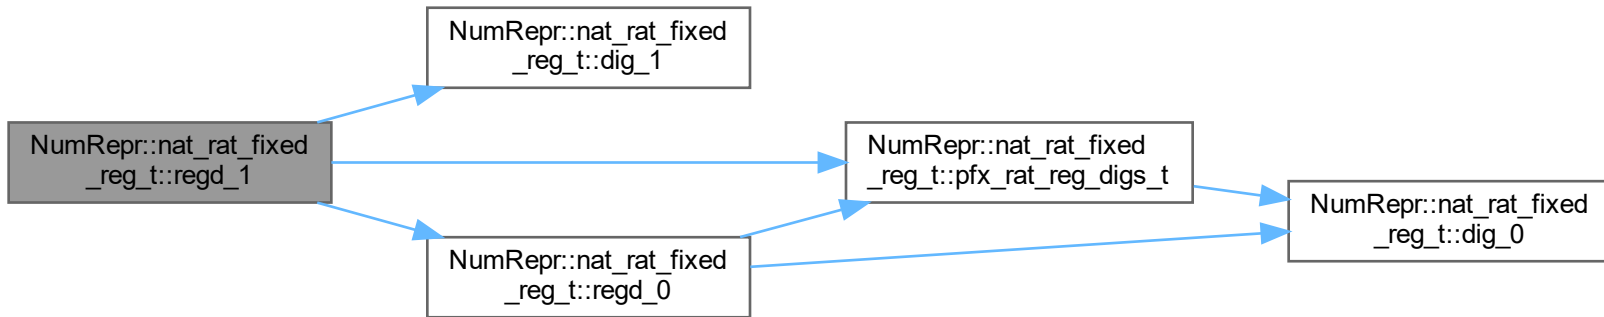 NumRepr::nat_rat_fixed
_reg_t::dig_1
NumRepr::nat_rat_fixed
_reg_t::regd_1
NumRepr::nat_rat_fixed
_reg_t::pfx_rat_reg_digs_t
NumRepr::nat_rat_fixed
_reg_t::dig_0
NumRepr::nat_rat_fixed
_reg_t::regd_0